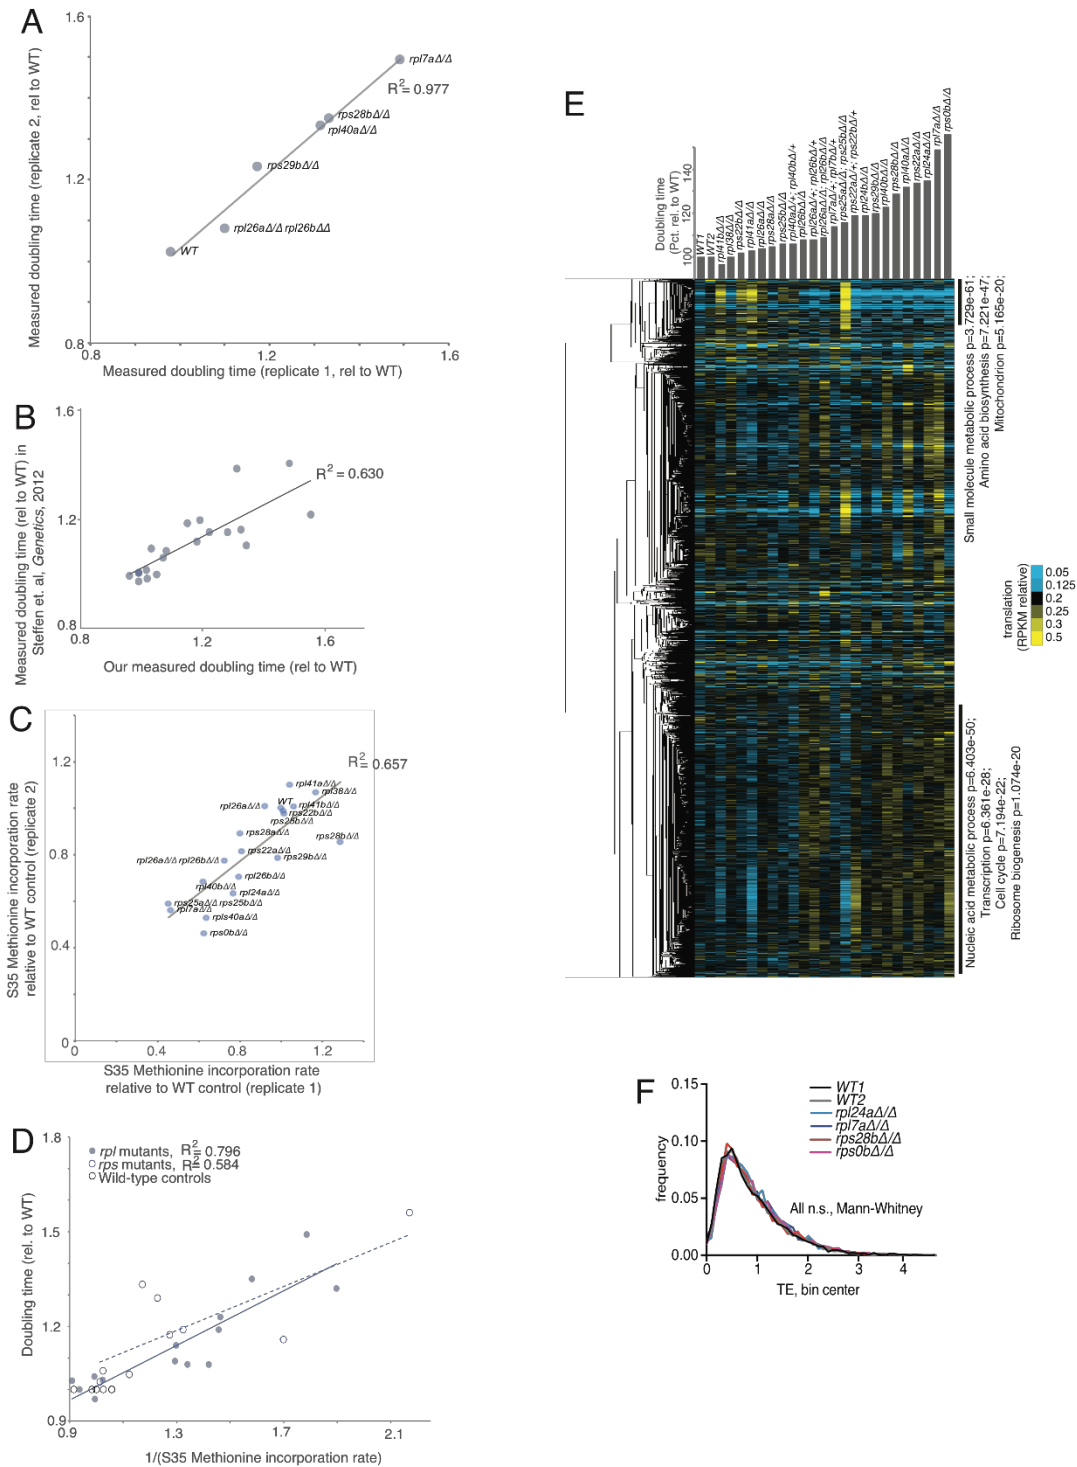 A
1.6
1.2
0.8
0.8
1.2
1.6
Measured doubling time (replicate 2, rel to WT)
Measured doubling time (replicate 1, rel to WT)
rpl7aΔ/Δ
R2= 0.977
rps28bΔ/Δ
rpl40aΔ/Δ
rps29bΔ/Δ
rpl26aΔ/Δ rpl26bΔΔ
WT
B
1.6
1.2
0.8
0.8
1.2
1.6
Measured doubling time (rel to WT) in
Steffen et. al, Genetics, 2012
Our measured doubling time (rel to WT)
R2 = 0.630
C
1.2
0.8
0.4
0
0
0.4
0.8
1.2
S35 Methionine incorporation rate
relative to WT control (replicate 2)
S35 Methionine incorporation rate
relative to WT control (replicate 1)
R2 = 0.657
rpl41aΔ/Δ
rpl38Δ/Δ
rpl26aΔ/Δ
WT
rpl41bΔ/Δ
rps22bΔ/Δ
rps25bΔ/Δ
rps28aΔ/Δ
rps28bΔ/Δ
rps22aΔ/Δ
rps29bΔ/Δ
rpl26aΔ/Δ rpl26bΔ/Δ
rpl26bΔ/Δ
rpl40bΔ/Δ
rpl24aΔ/Δ
rps25aΔ/Δ rps25bΔ/Δ
rpl7aΔ/Δ
rpls40aΔ/Δ
rps0bΔ/Δ
D
1.8
1.5
1.2
0.9
0.9
1.3
1.7
2.1
Doubling time (rel. to WT)
1/(S35 Methionine incorporation rate)
rpl mutants, R2= 0.796
rps mutants, R2= 0.584
Wild-type controls
E
Doubling time
(Pct. rel. to WT)
100
120
140
WT1
WT2
rpl41bΔ/Δ
rpl38Δ/Δ
rps22bΔ/Δ
rpl41aΔ/Δ
rpl26aΔ/Δ
rps28aΔ/Δ
rps25bΔ/Δ
rpl40aΔ/+; rpl40bΔ/+
rpl26bΔ/Δ
rpl26aΔ/+; rpl26bΔ/+
rpl26aΔ/Δ; rpl26bΔ/Δ
rpl7aΔ/+; rpl7bΔ/+
rps25aΔ/Δ; rps25bΔ/Δ
rps22aΔ/+; rps22bΔ/+
rpl24bΔ/Δ
rps29bΔ/Δ
rpl40bΔ/Δ
rps28bΔ/Δ
rpl40aΔ/Δ
rps22aΔ/Δ
rpl24aΔ/Δ
rpl7aΔ/Δ
rps0bΔ/Δ
Small molecule metabolic process p=3.729e-61;
Amino acid biosynthesis p=7.221e-47;
Mitochondrion p=5.165e-20;
translation
(RPKM relative)
0.05
0.125
0.2
0.25
0.3
0.5
Nucleic acid metabolic process p=6.403e-50;
Transcription p=6.361e-28;
Cell cycle p=7.194e-22;
Ribosome biogenesis p=1.074e-20
F
0.15
0.10
0.05
0.00
0
1
2
3
4
frequency
TE, bin center
WT1
WT2
rpl24aΔ/Δ
rpl7aΔ/Δ
rps28bΔ/Δ
rps0bΔ/Δ
All n.s., Mann-Whitney